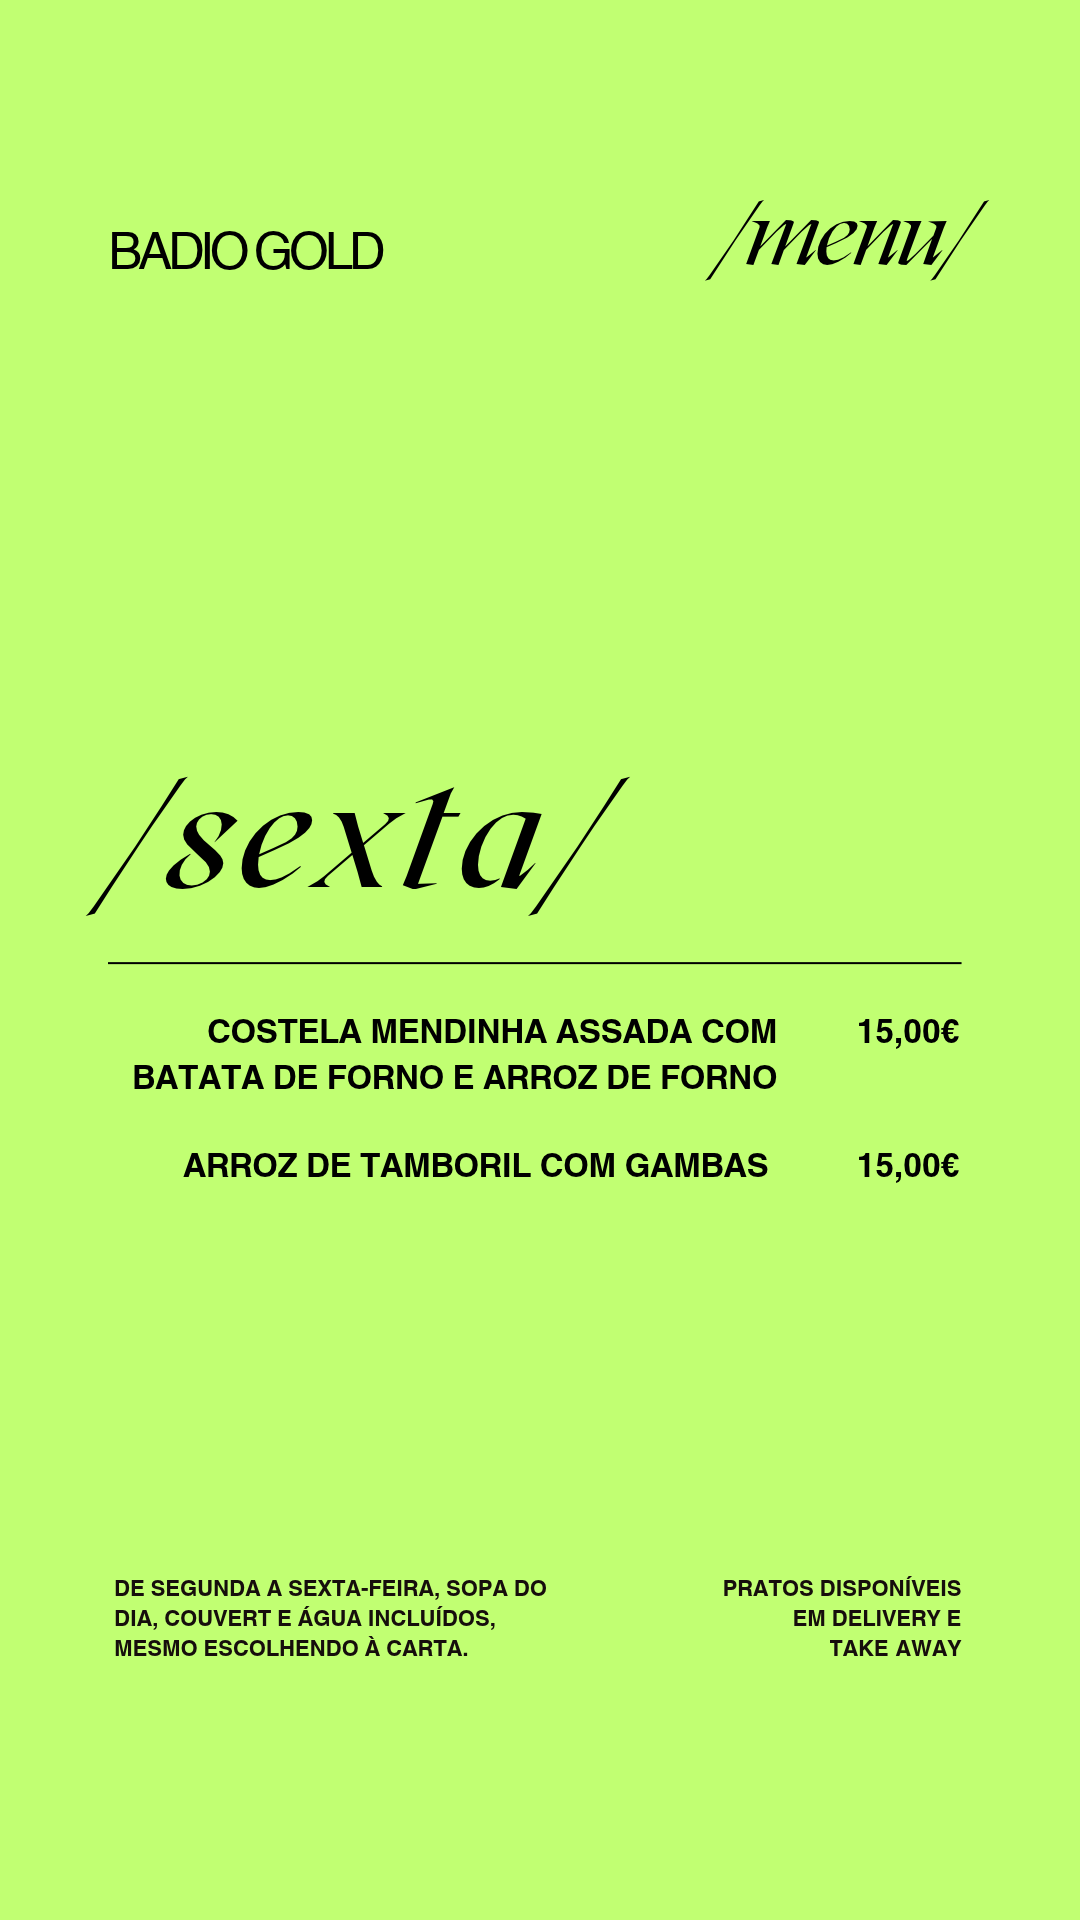 BADIO GOLD
/menu/
/sexta/
COSTELA MENDINHA ASSADA COM 15,00€
BATATA DE FORNO E ARROZ DE FORNO
ARROZ DE TAMBORIL COM GAMBAS 15,00€
DE SEGUNDA A SEXTA-FEIRA, SOPA DO
DIA, COUVERT E ÁGUA INCLUÍDOS,
MESMO ESCOLHENDO À CARTA.
PRATOS DISPONÍVEIS
EM DELIVERY E
TAKE AWAY